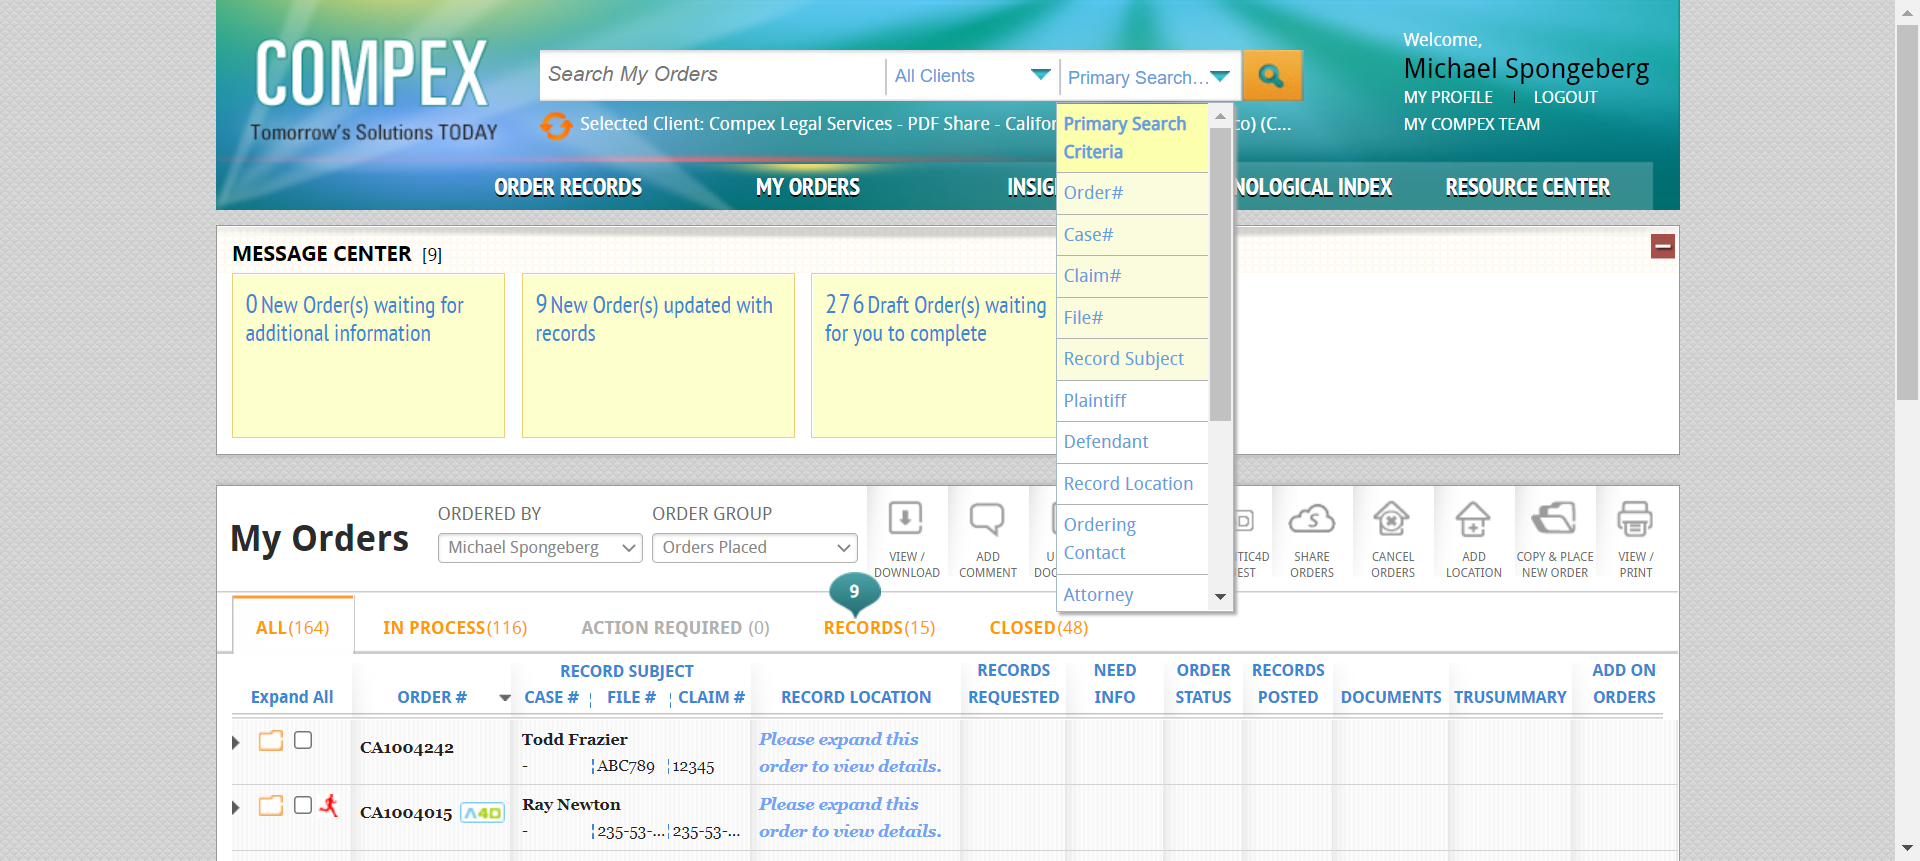 COMPEX
Tomorrow's Solutions TODAY
Search My Orders
All Clients
Primary Search...
Welcome,
Michael Spongeberg
MY PROFILE | LOGOUT
MY COMPEX TEAM
Selected Client: Compex Legal Services - PDF Share - Califor
co) (C...
ORDER RECORDS
MY ORDERS
INSIG
NOLOGICAL INDEX
RESOURCE CENTER
Primary Search
Criteria
Order#
Case#
Claim#
File#
Record Subject
Plaintiff
Defendant
Record Location
Ordering
Contact
Attorney
MESSAGE CENTER [9]
0 New Order(s) waiting for
additional information
9 New Order(s) updated with
records
276 Draft Order(s) waiting
for you to complete
My Orders
ORDERED BY
Michael Spongeberg
ORDER GROUP
Orders Placed
VIEW /
DOWNLOAD
ADD
COMMENT
U
DOC
TIC4D
EST
SHARE
ORDERS
CANCEL
ORDERS
ADD
LOCATION
COPY & PLACE
NEW ORDER
VIEW /
PRINT
9
ALL(164)
IN PROCESS(116)
ACTION REQUIRED (0)
RECORDS(15)
CLOSED(48)
Expand All
ORDER #
RECORD SUBJECT
CASE # ¦ FILE # ¦ CLAIM #
RECORD LOCATION
RECORDS
REQUESTED
NEED
INFO
ORDER
STATUS
RECORDS
POSTED
DOCUMENTS
TRUSUMMARY
ADD ON
ORDERS
CA1004242
Todd Frazier
- ¦ABC789 ¦12345
Please expand this
order to view details.
CA1004015 A4D
Ray Newton
- ¦235-53-...¦235-53-...
Please expand this
order to view details.